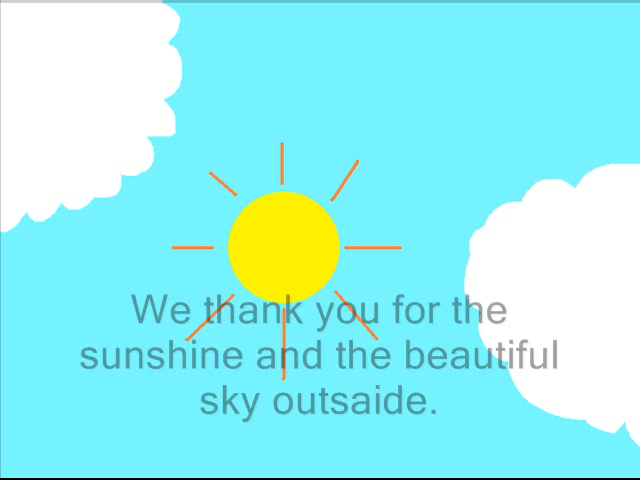 We thank you for the
sunshine and the beautiful
sky outsaide.